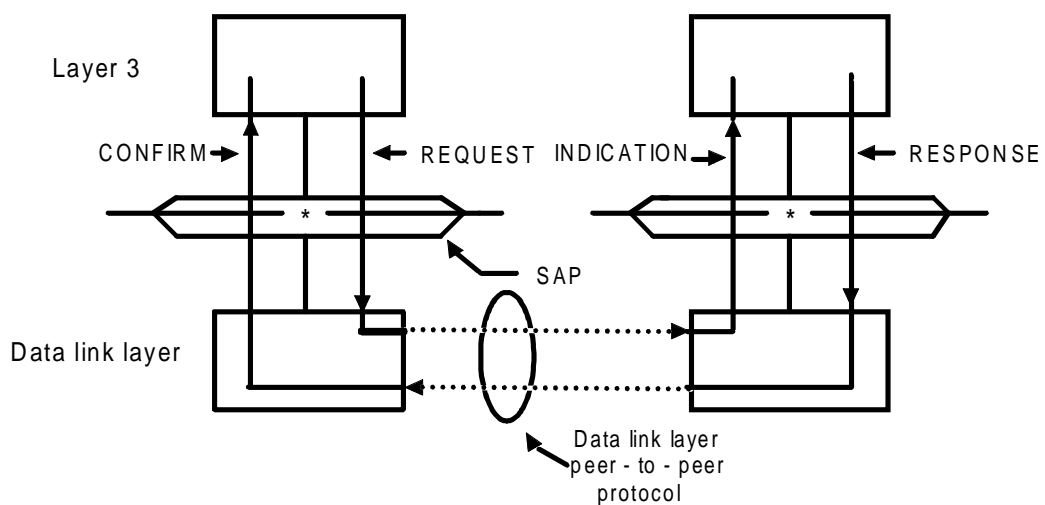 Layer 3
CONFIRM
REQUEST
INDICATION
RESPONSE
*
*
SAP
Data link layer
Data link layer
peer - to - peer
protocol